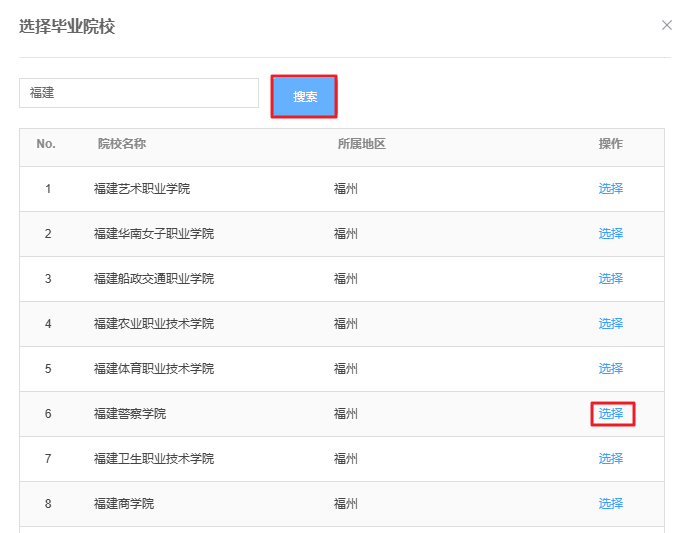 选择毕业院校
福建 搜索
No. 院校名称 所属地区 操作
1 福建艺术职业学院 福州 选择
2 福建华南女子职业学院 福州 选择
3 福建船政交通职业学院 福州 选择
4 福建农业职业技术学院 福州 选择
5 福建体育职业技术学院 福州 选择
6 福建警察学院 福州 选择
7 福建卫生职业技术学院 福州 选择
8 福建商学院 福州 选择